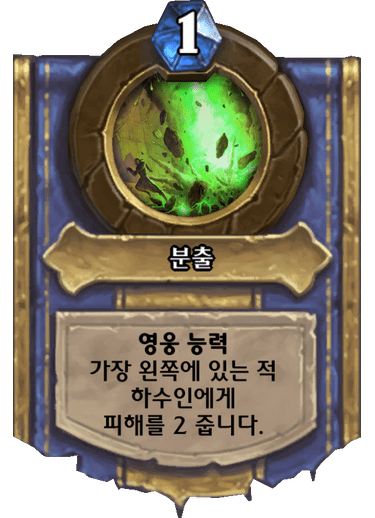 1
분출
영웅 능력
가장 왼쪽에 있는 적
하수인에게
피해를 2 줍니다.